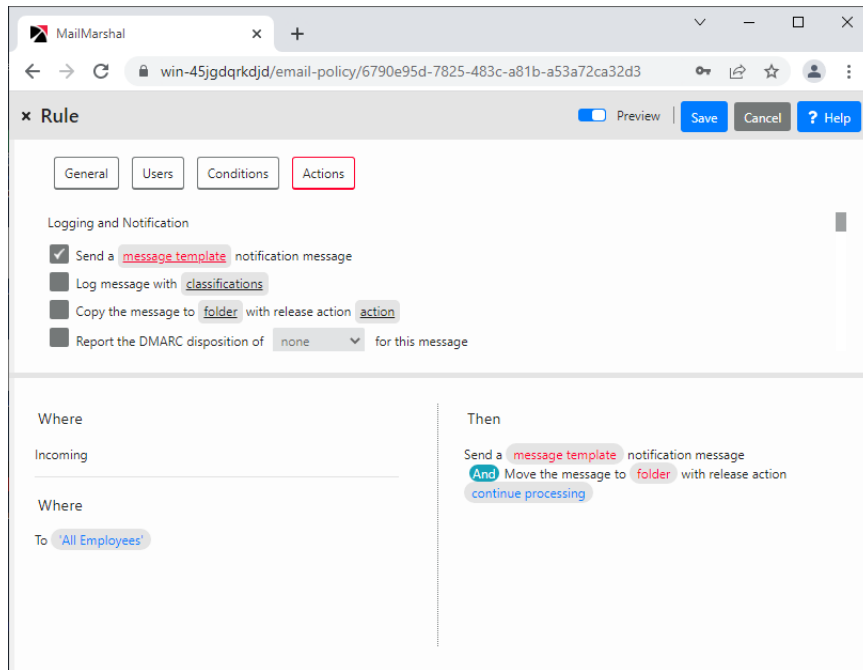 MailMarshal
win-45jgdqrkdjd/email-policy/6790e95d-7825-483c-a81b-a53a72ca32d3
Rule
Preview
Save
Cancel
? Help
General
Users
Conditions
Actions
Logging and Notification
Send a message template notification message
Log message with classifications
Copy the message to folder with release action action
Report the DMARC disposition of none for this message
Where
Incoming
Where
To 'All Employees'
Then
Send a message template notification message
And Move the message to folder with release action
continue processing